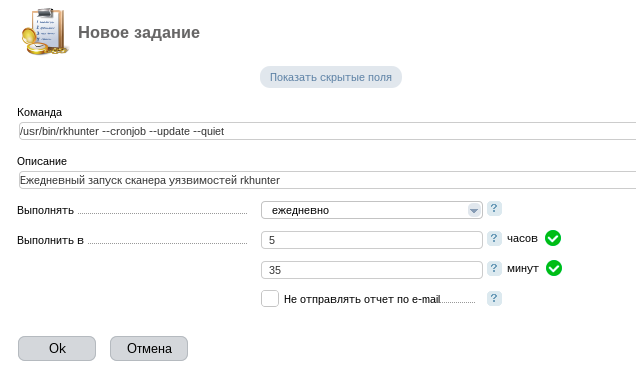 Новое задание
Показать скрытые поля
Команда
/usr/bin/rkhunter --cronjob --update --quiet
Описание
Ежедневный запуск сканера уязвимостей rkhunter
Выполнять ежедневно ?
Выполнить в 5 ? часов
35 ? минут
Не отправлять отчет по e-mail ?
Ok Отмена